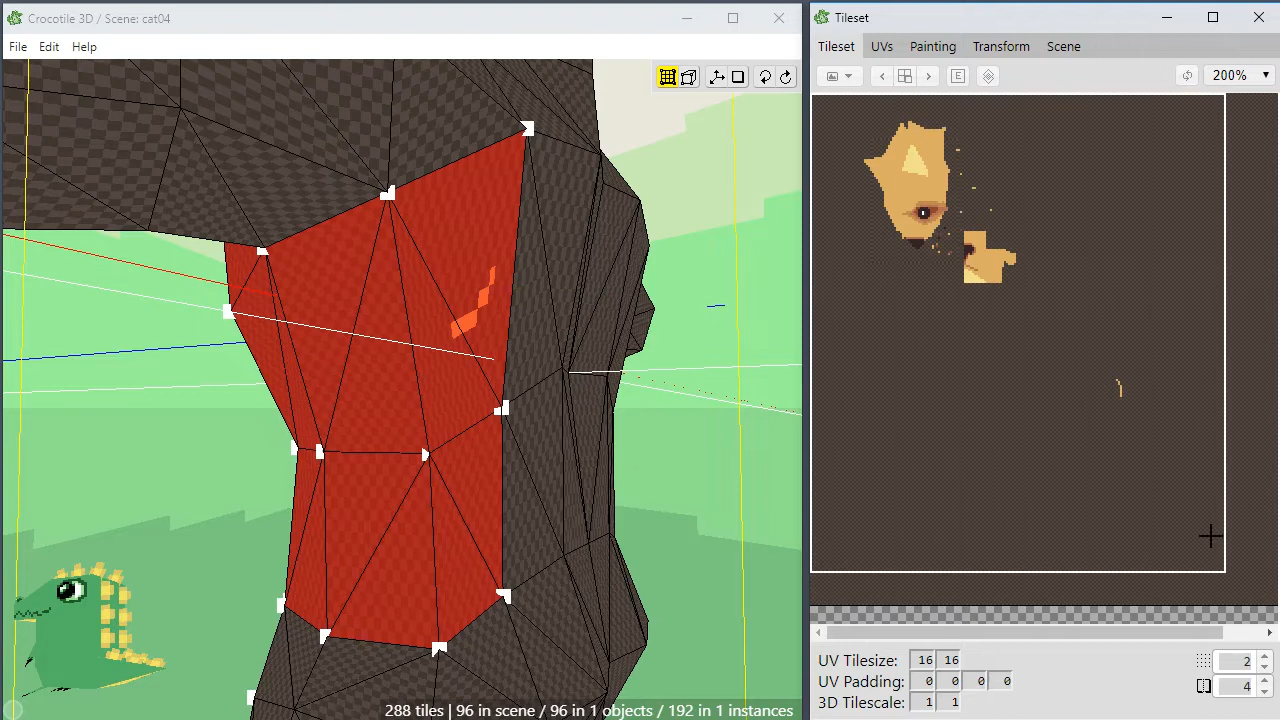 Crocotile 3D / Scene: cat04
File Edit Help
288 tiles | 96 in scene / 96 in 1 objects / 192 in 1 instances
Tileset
Tileset UVs Painting Transform Scene
E 200%
UV Tilesize: 16 16
UV Padding: 0 0 0 0
3D Tilescale: 1 1
2
4